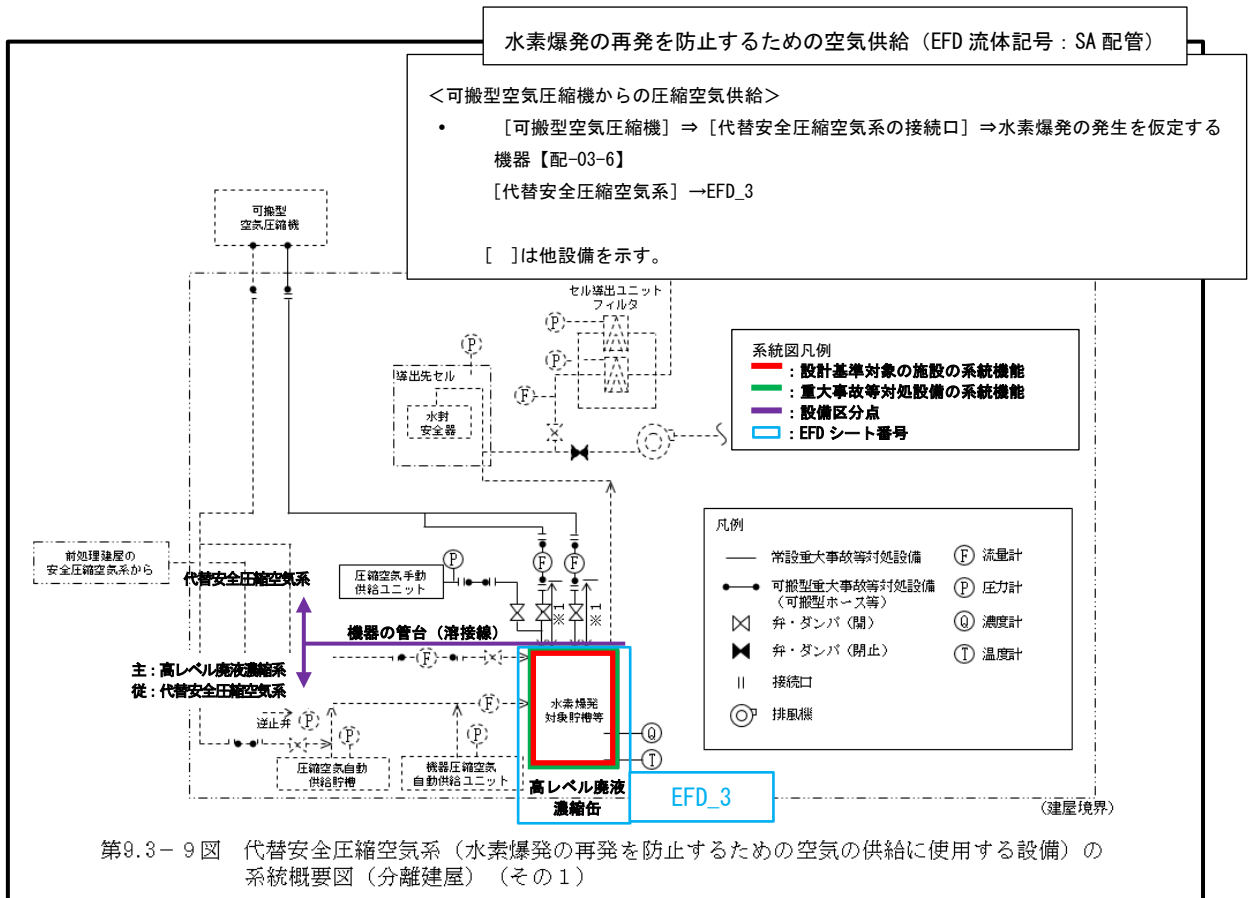 水素爆発の再発を防止するための空気供給（EFD 流体記号：SA 配管）
＜可搬型空気圧縮機からの圧縮空気供給＞
• ［可搬型空気圧縮機］⇒［代替安全圧縮空気系の接続口］⇒水素爆発の発生を仮定する
機器【配-03-6】
［代替安全圧縮空気系］→EFD_3
［ ］は他設備を示す。
可搬型
空気圧縮機
セル導出ユニット
フィルタ
P
P
P
F
導出先セル
水封
安全器
系統図凡例
：設計基準対象の施設の系統機能
：重大事故等対処設備の系統機能
：設備区分点
：EFD シート番号
凡例
常設重大事故等対処設備
可搬型重大事故等対処設備
（可搬型ホース等）
弁・ダンパ（開）
弁・ダンパ（閉止）
接続口
排風機
F 流量計
P 圧力計
Q 濃度計
T 温度計
前処理建屋の
安全圧縮空気系から
代替安全圧縮空気系
圧縮空気手動
供給ユニット
P
F
F
※1
※1
機器の管台（溶接線）
主：高レベル廃液濃縮系
従：代替安全圧縮空気系
F
F
水素爆発
対象貯槽等
Q
T
逆止弁
P
P
P
圧縮空気自動
供給貯槽
機器圧縮空気
自動供給ユニット
高レベル廃液
濃縮缶
EFD_3
（建屋境界）
第9.3－9図 代替安全圧縮空気系（水素爆発の再発を防止するための空気の供給に使用する設備）の
系統概要図（分離建屋）（その1）